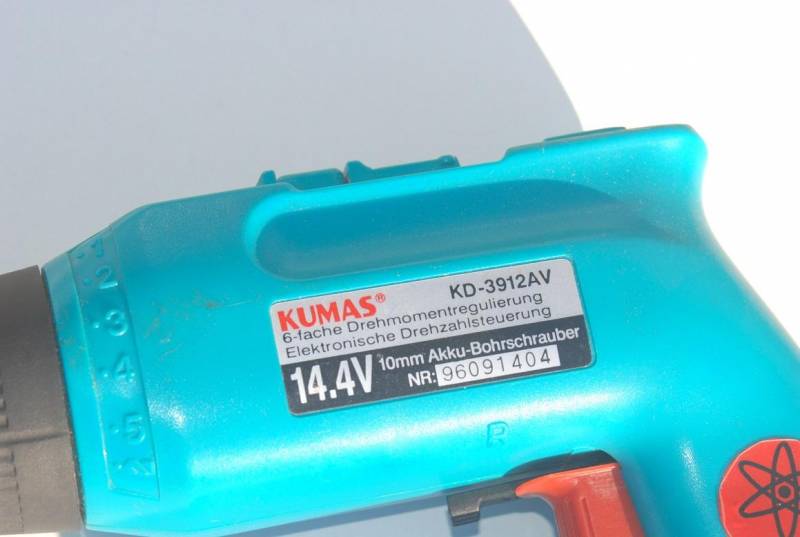 KUMAS® KD-3912AV
6-fache Drehmomentregulierung
Elektronische Drehzahlsteuerung
14.4V 10mm Akku-Bohrschrauber
NR: 96091404
1
2
3
4
5
R